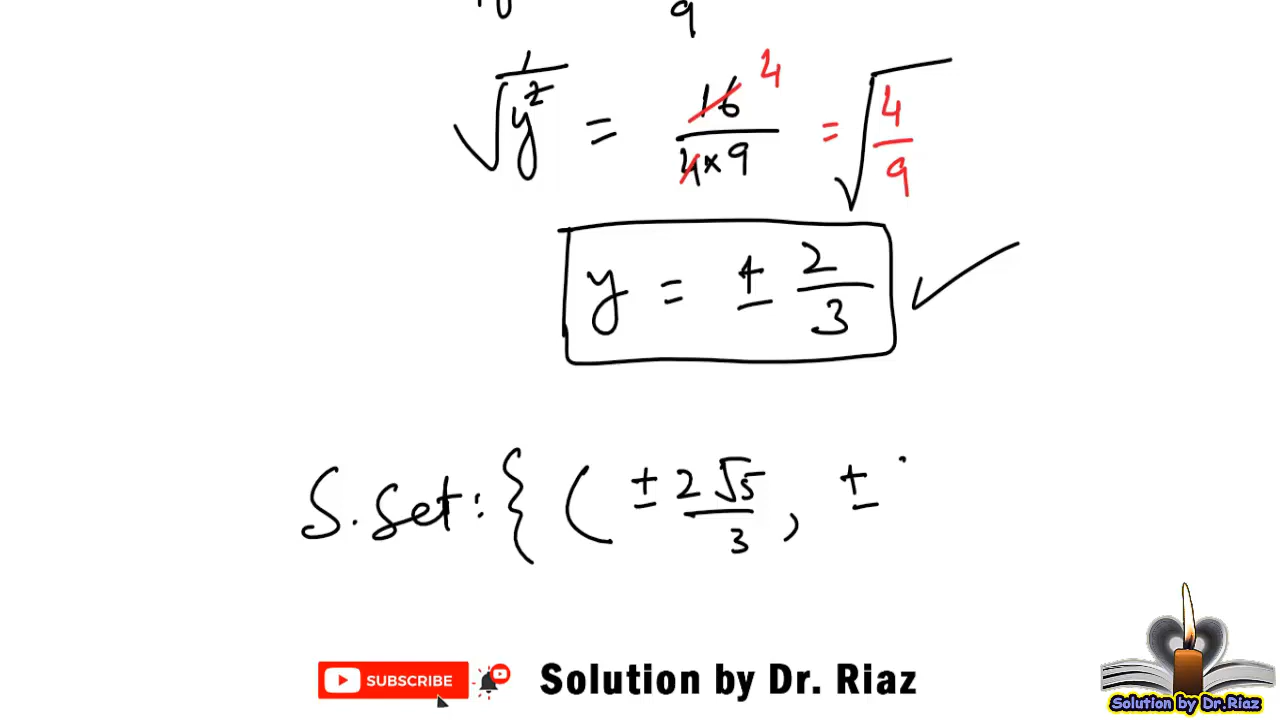 9
√y² = 16/(4×9) 4 = √(4/9)
y = ± 2/3 ✓
S.Set: { ( ± 2√5/3 , ±
SUBSCRIBE
Solution by Dr. Riaz
Solution by Dr.Riaz